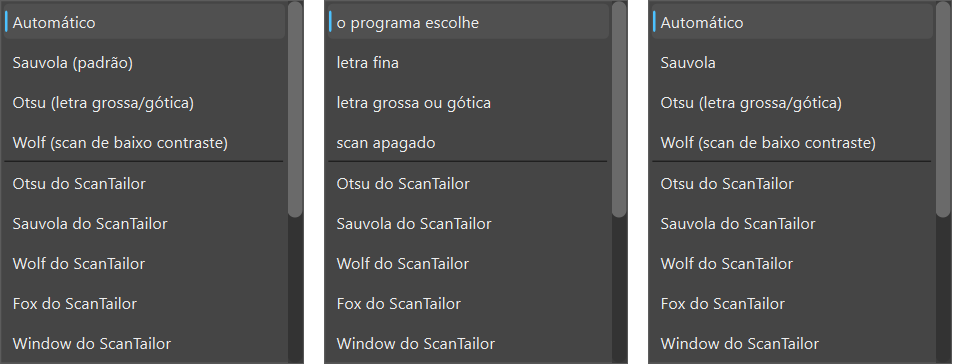 Automático
Sauvola (padrão)
Otsu (letra grossa/gótica)
Wolf (scan de baixo contraste)
Otsu do ScanTailor
Sauvola do ScanTailor
Wolf do ScanTailor
Fox do ScanTailor
Window do ScanTailor
o programa escolhe
letra fina
letra grossa ou gótica
scan apagado
Otsu do ScanTailor
Sauvola do ScanTailor
Wolf do ScanTailor
Fox do ScanTailor
Window do ScanTailor
Automático
Sauvola
Otsu (letra grossa/gótica)
Wolf (scan de baixo contraste)
Otsu do ScanTailor
Sauvola do ScanTailor
Wolf do ScanTailor
Fox do ScanTailor
Window do ScanTailor